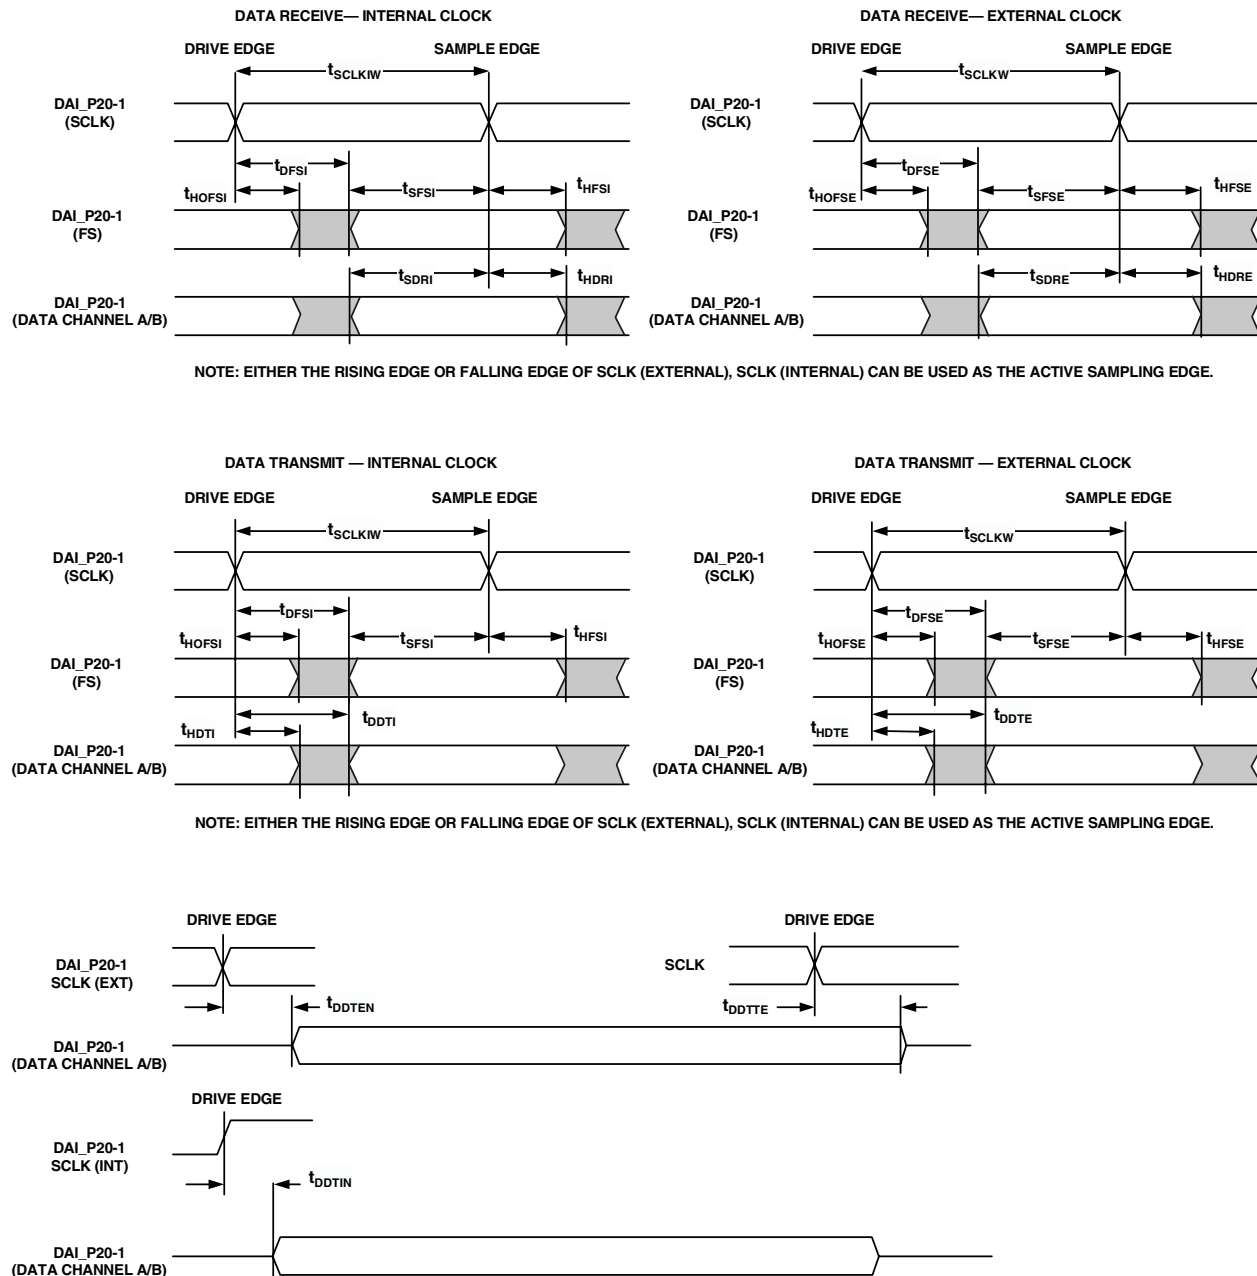 DATA RECEIVE— INTERNAL CLOCK
DRIVE EDGE
SAMPLE EDGE
tSCLKIW
DAI_P20-1
(SCLK)
tDFSI
tHOFSI
tSFSI
tHFSI
DAI_P20-1
(FS)
tSDRI
tHDRI
DAI_P20-1
(DATA CHANNEL A/B)
DATA RECEIVE— EXTERNAL CLOCK
DRIVE EDGE
SAMPLE EDGE
tSCLKW
DAI_P20-1
(SCLK)
tDFSE
tHOFSE
tSFSE
tHFSE
DAI_P20-1
(FS)
tSDRE
tHDRE
DAI_P20-1
(DATA CHANNEL A/B)
NOTE: EITHER THE RISING EDGE OR FALLING EDGE OF SCLK (EXTERNAL), SCLK (INTERNAL) CAN BE USED AS THE ACTIVE SAMPLING EDGE.
DATA TRANSMIT — INTERNAL CLOCK
DRIVE EDGE
SAMPLE EDGE
tSCLKIW
DAI_P20-1
(SCLK)
tDFSI
tHOFSI
tSFSI
tHFSI
DAI_P20-1
(FS)
tDDTI
tHDTI
DAI_P20-1
(DATA CHANNEL A/B)
DATA TRANSMIT — EXTERNAL CLOCK
DRIVE EDGE
SAMPLE EDGE
tSCLKW
DAI_P20-1
(SCLK)
tDFSE
tHOFSE
tSFSE
tHFSE
DAI_P20-1
(FS)
tDDTE
tHDTE
DAI_P20-1
(DATA CHANNEL A/B)
NOTE: EITHER THE RISING EDGE OR FALLING EDGE OF SCLK (EXTERNAL), SCLK (INTERNAL) CAN BE USED AS THE ACTIVE SAMPLING EDGE.
DRIVE EDGE
DRIVE EDGE
DAI_P20-1
SCLK (EXT)
SCLK
tDDTEN
tDDTTE
DAI_P20-1
(DATA CHANNEL A/B)
DRIVE EDGE
DAI_P20-1
SCLK (INT)
tDDTIN
DAI_P20-1
(DATA CHANNEL A/B)